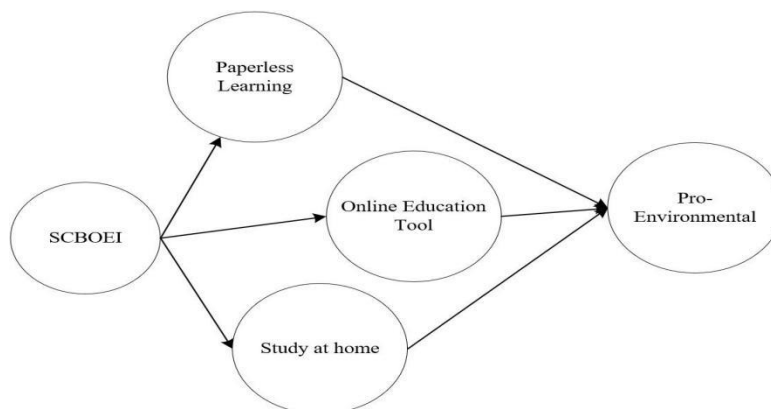 Paperless
Learning
SCBOEI
Online Education
Tool
Study at home
Pro-
Environmental